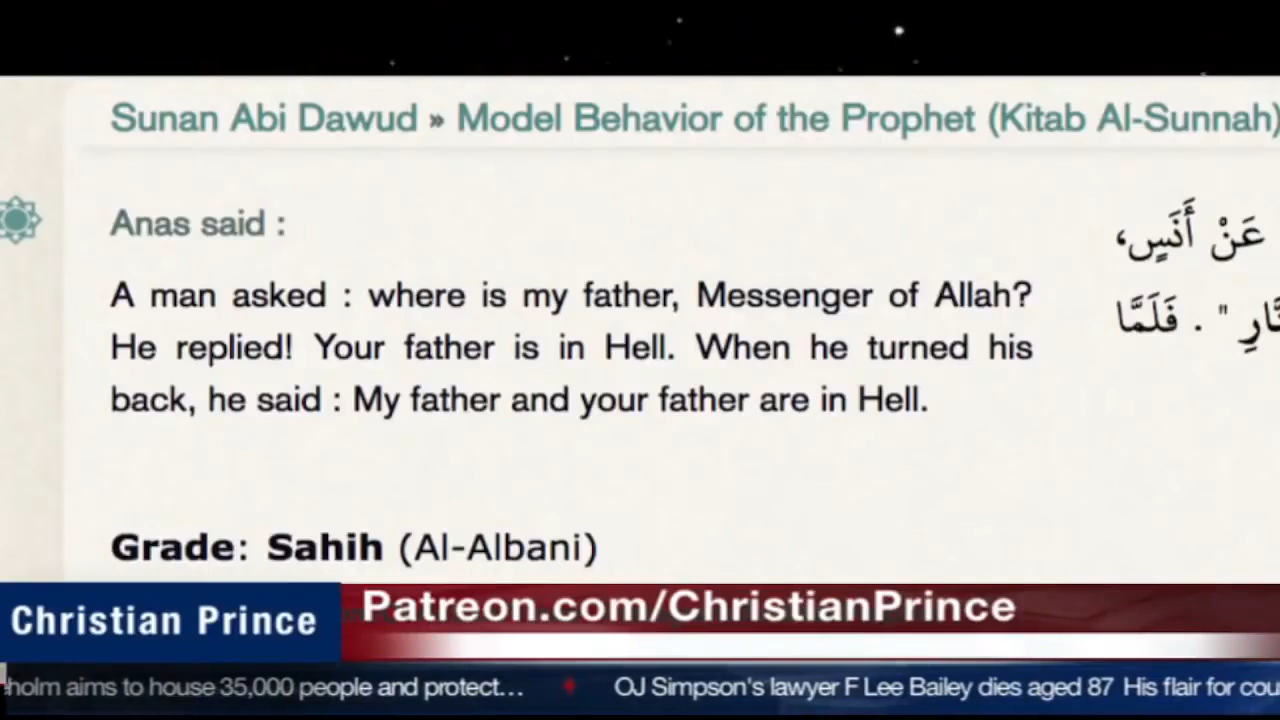 Sunan Abi Dawud » Model Behavior of the Prophet (Kitab Al-Sunnah)
Anas said :
عَنْ أَنَسٍ،
A man asked : where is my father, Messenger of Allah?
He replied! Your father is in Hell. When he turned his
back, he said : My father and your father are in Hell.
" . فَلَمَّا
Grade: Sahih (Al-Albani)
Christian Prince
Patreon.com/ChristianPrince
holm aims to house 35,000 people and protect... OJ Simpson's lawyer F Lee Bailey dies aged 87 His flair for cou